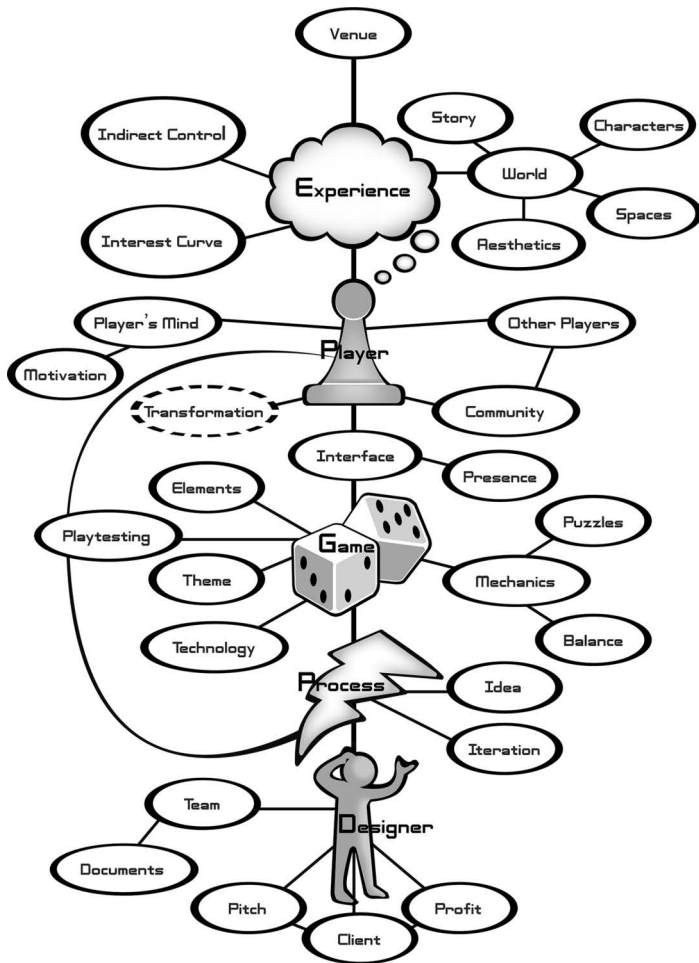 Venue
Story
Characters
Indirect Control
World
Experience
Spaces
Interest Curve
Aesthetics
Player's Mind
Other Players
Player
Motivation
Transformation
Community
Interface
Presence
Elements
Puzzles
Playtesting
Game
Theme
Mechanics
Technology
Balance
Process
Idea
Iteration
Team
Designer
Documents
Pitch
Profit
Client